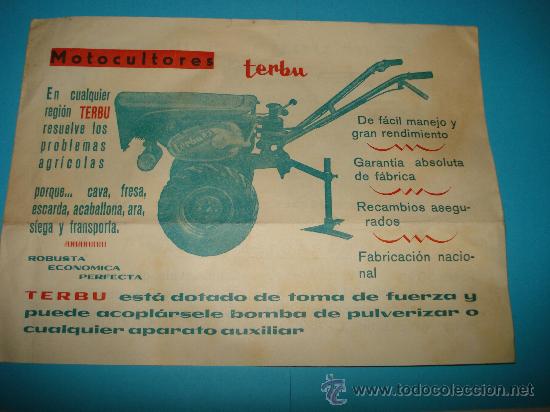 Motocultores
terbu
En cualquier
región TERBU
resuelve los
problemas
agrícolas
porque... cava, fresa,
escarda, acaballona, ara,
siega y transporta.
ROBUSTA
ECONOMICA
PERFECTA
De fácil manejo y
gran rendimiento
Garantía absoluta
de fábrica
Recambios asegu-
rados
Fabricación nacio-
nal
TERBU está dotado de toma de fuerza y
puede acoplársele bomba de pulverizar o
cualquier aparato auxiliar
todocoleccion
www.todocoleccion.net